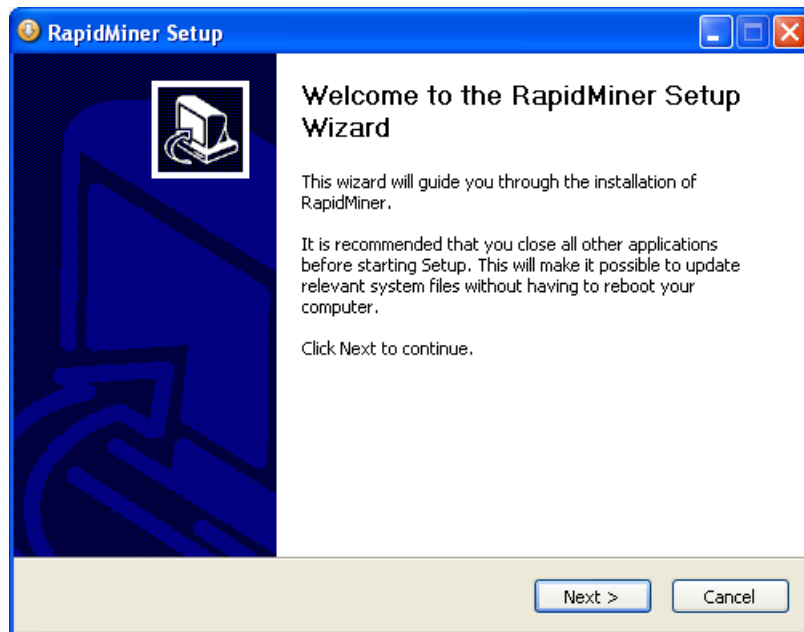 RapidMiner Setup
Welcome to the RapidMiner Setup
Wizard
This wizard will guide you through the installation of
RapidMiner.
It is recommended that you close all other applications
before starting Setup. This will make it possible to update
relevant system files without having to reboot your
computer.
Click Next to continue.
Next >
Cancel